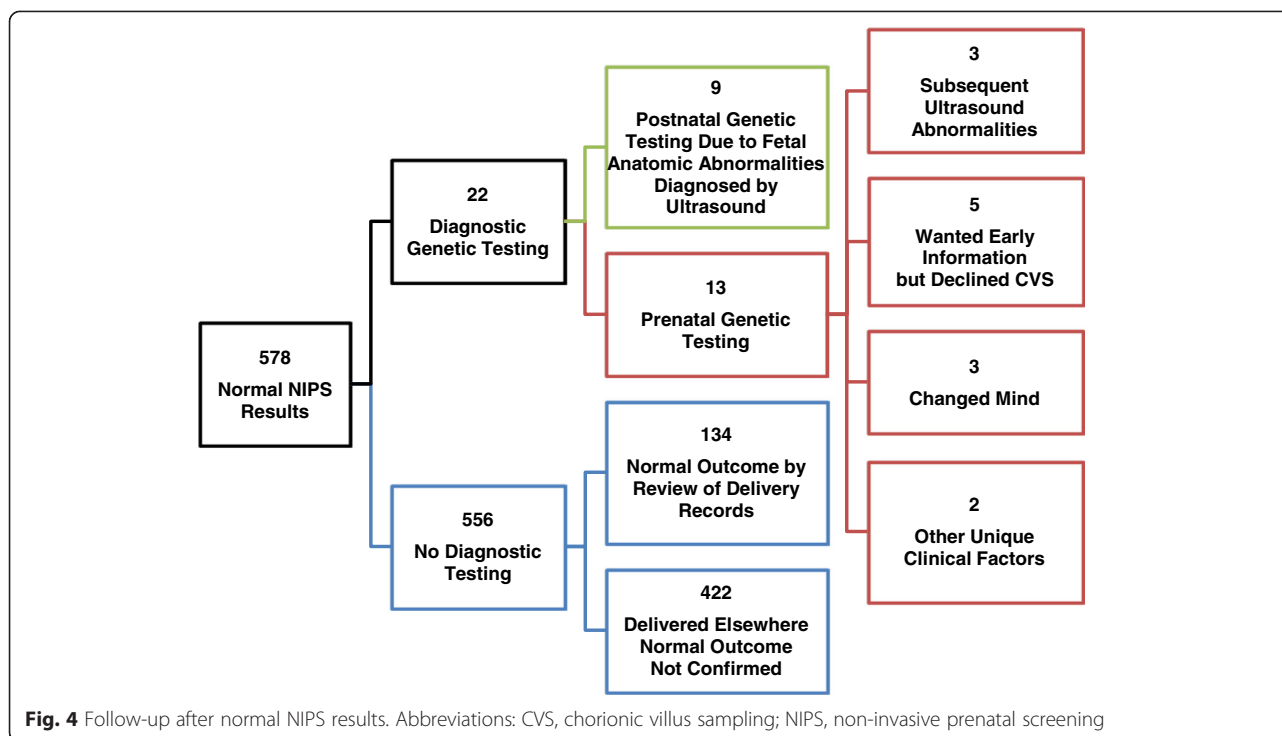 578
Normal NIPS
Results
22
Diagnostic
Genetic Testing
556
No Diagnostic
Testing
9
Postnatal Genetic
Testing Due to Fetal
Anatomic Abnormalities
Diagnosed by
Ultrasound
13
Prenatal Genetic
Testing
134
Normal Outcome by
Review of Delivery
Records
422
Delivered Elsewhere
Normal Outcome
Not Confirmed
3
Subsequent
Ultrasound
Abnormalities
5
Wanted Early
Information
but Declined CVS
3
Changed Mind
2
Other Unique
Clinical Factors
Fig. 4 Follow-up after normal NIPS results. Abbreviations: CVS, chorionic villus sampling; NIPS, non-invasive prenatal screening